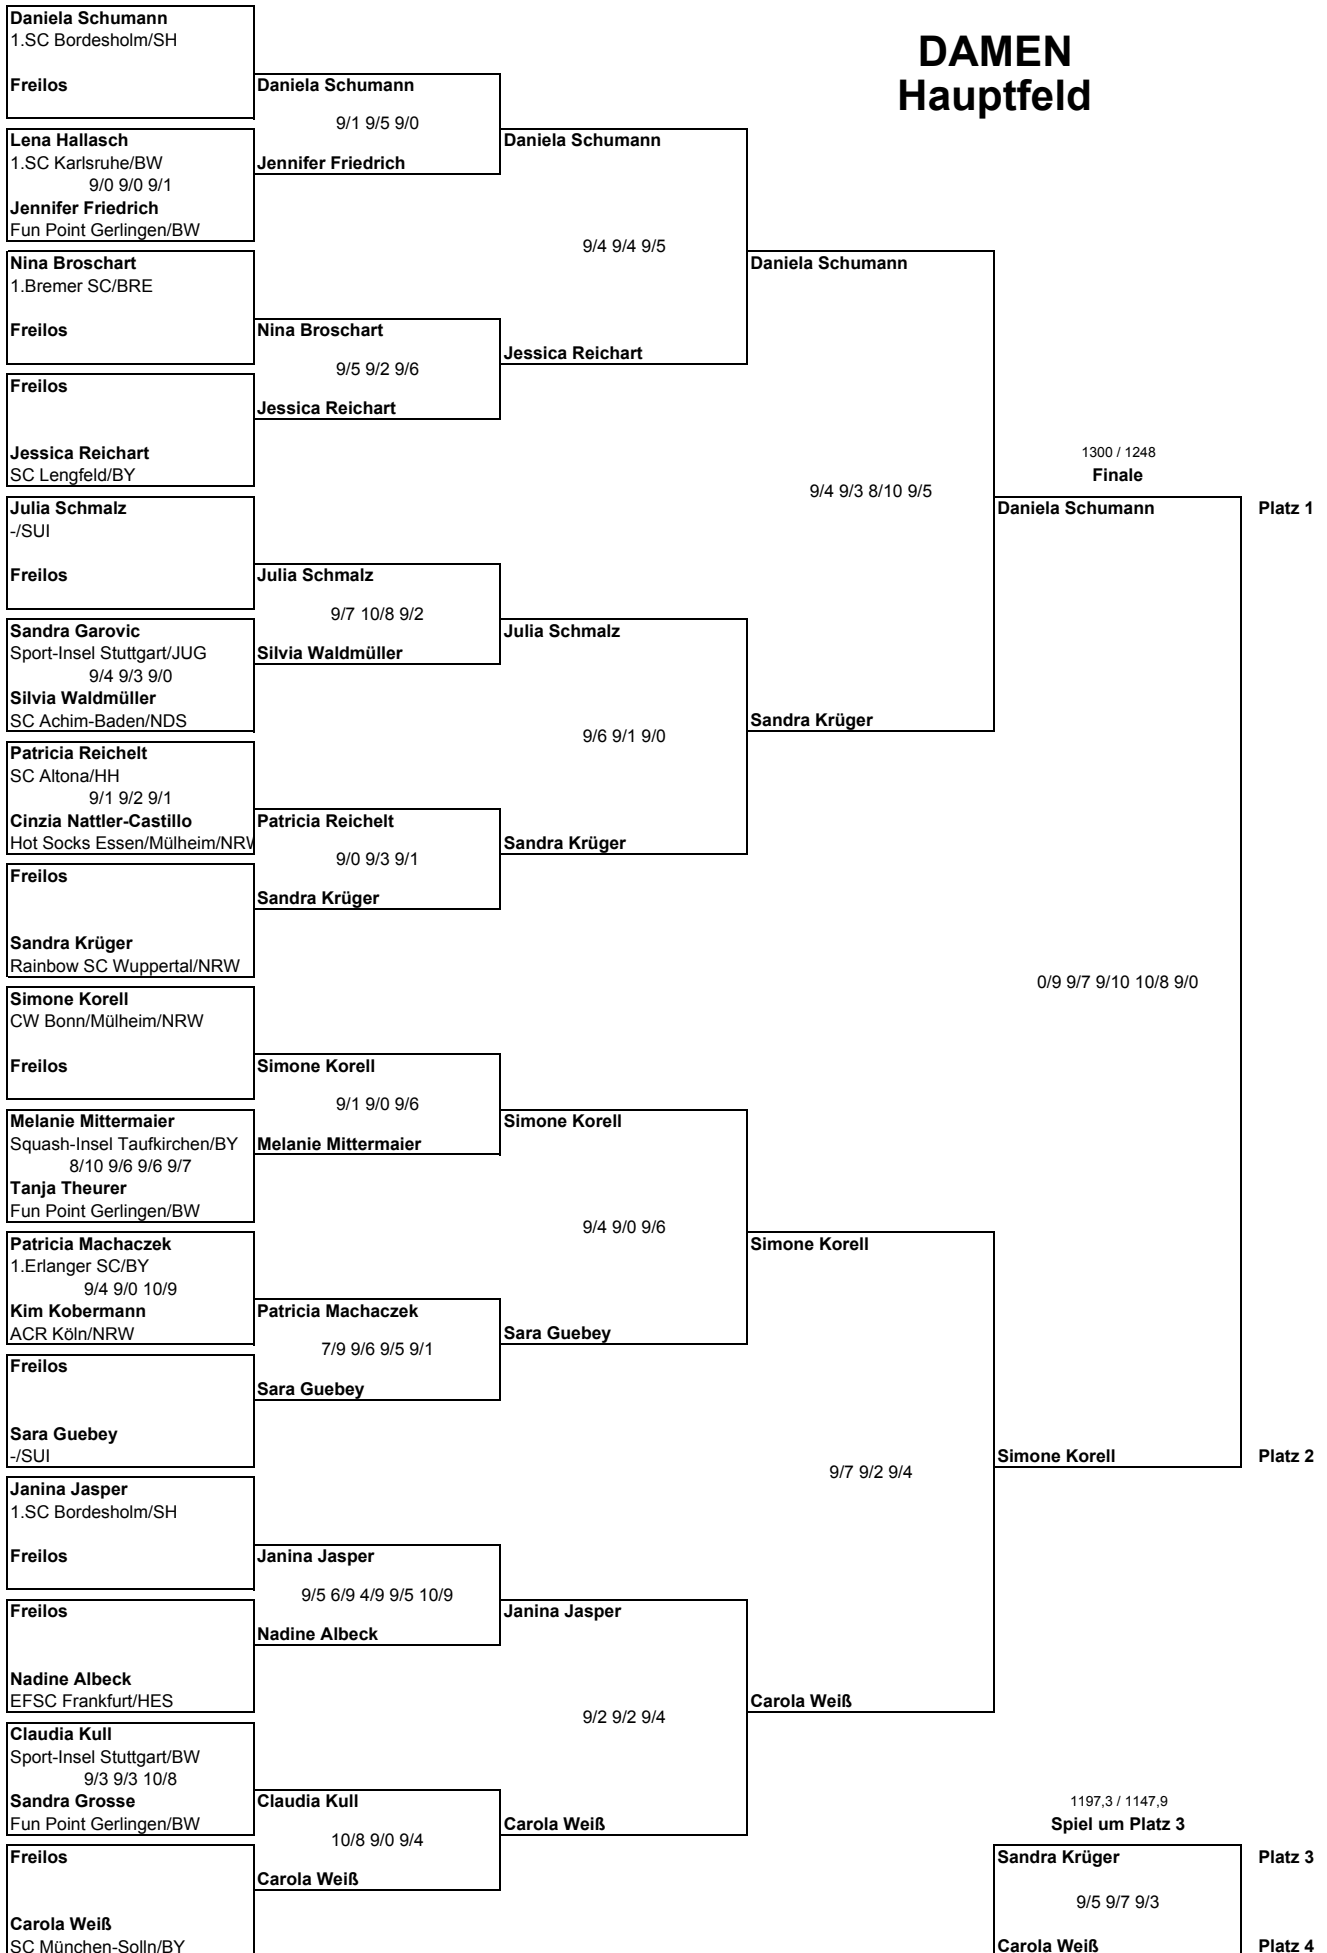 DAMEN
Hauptfeld
Daniela Schumann
1.SC Bordesholm/SH
Freilos
Lena Hallasch
1.SC Karlsruhe/BW
9/0 9/0 9/1
Jennifer Friedrich
Fun Point Gerlingen/BW
Nina Broschart
1.Bremer SC/BRE
Freilos
Freilos
Jessica Reichart
SC Lengfeld/BY
Julia Schmalz
-/SUI
Freilos
Sandra Garovic
Sport-Insel Stuttgart/JUG
9/4 9/3 9/0
Silvia Waldmüller
SC Achim-Baden/NDS
Patricia Reichelt
SC Altona/HH
9/1 9/2 9/1
Cinzia Nattler-Castillo
Hot Socks Essen/Mülheim/NRW
Freilos
Sandra Krüger
Rainbow SC Wuppertal/NRW
Simone Korell
CW Bonn/Mülheim/NRW
Freilos
Melanie Mittermaier
Squash-Insel Taufkirchen/BY
8/10 9/6 9/6 9/7
Tanja Theurer
Fun Point Gerlingen/BW
Patricia Machaczek
1.Erlanger SC/BY
9/4 9/0 10/9
Kim Kobermann
ACR Köln/NRW
Freilos
Sara Guebey
-/SUI
Janina Jasper
1.SC Bordesholm/SH
Freilos
Freilos
Nadine Albeck
EFSC Frankfurt/HES
Claudia Kull
Sport-Insel Stuttgart/BW
9/3 9/3 10/8
Sandra Grosse
Fun Point Gerlingen/BW
Freilos
Carola Weiß
SC München-Solln/BY
Daniela Schumann
9/1 9/5 9/0
Jennifer Friedrich
Nina Broschart
9/5 9/2 9/6
Jessica Reichart
Julia Schmalz
9/7 10/8 9/2
Silvia Waldmüller
Patricia Reichelt
9/0 9/3 9/1
Sandra Krüger
Simone Korell
9/1 9/0 9/6
Melanie Mittermaier
Patricia Machaczek
7/9 9/6 9/5 9/1
Sara Guebey
Janina Jasper
9/5 6/9 4/9 9/5 10/9
Nadine Albeck
Claudia Kull
10/8 9/0 9/4
Carola Weiß
Daniela Schumann
9/4 9/4 9/5
Jessica Reichart
Julia Schmalz
9/6 9/1 9/0
Sandra Krüger
Simone Korell
9/4 9/0 9/6
Sara Guebey
Janina Jasper
9/2 9/2 9/4
Carola Weiß
Daniela Schumann
9/4 9/3 8/10 9/5
Sandra Krüger
Simone Korell
9/7 9/2 9/4
Carola Weiß
1300 / 1248
Finale
Daniela Schumann Platz 1
0/9 9/7 9/10 10/8 9/0
Simone Korell Platz 2
1197,3 / 1147,9
Spiel um Platz 3
Sandra Krüger Platz 3
9/5 9/7 9/3
Carola Weiß Platz 4